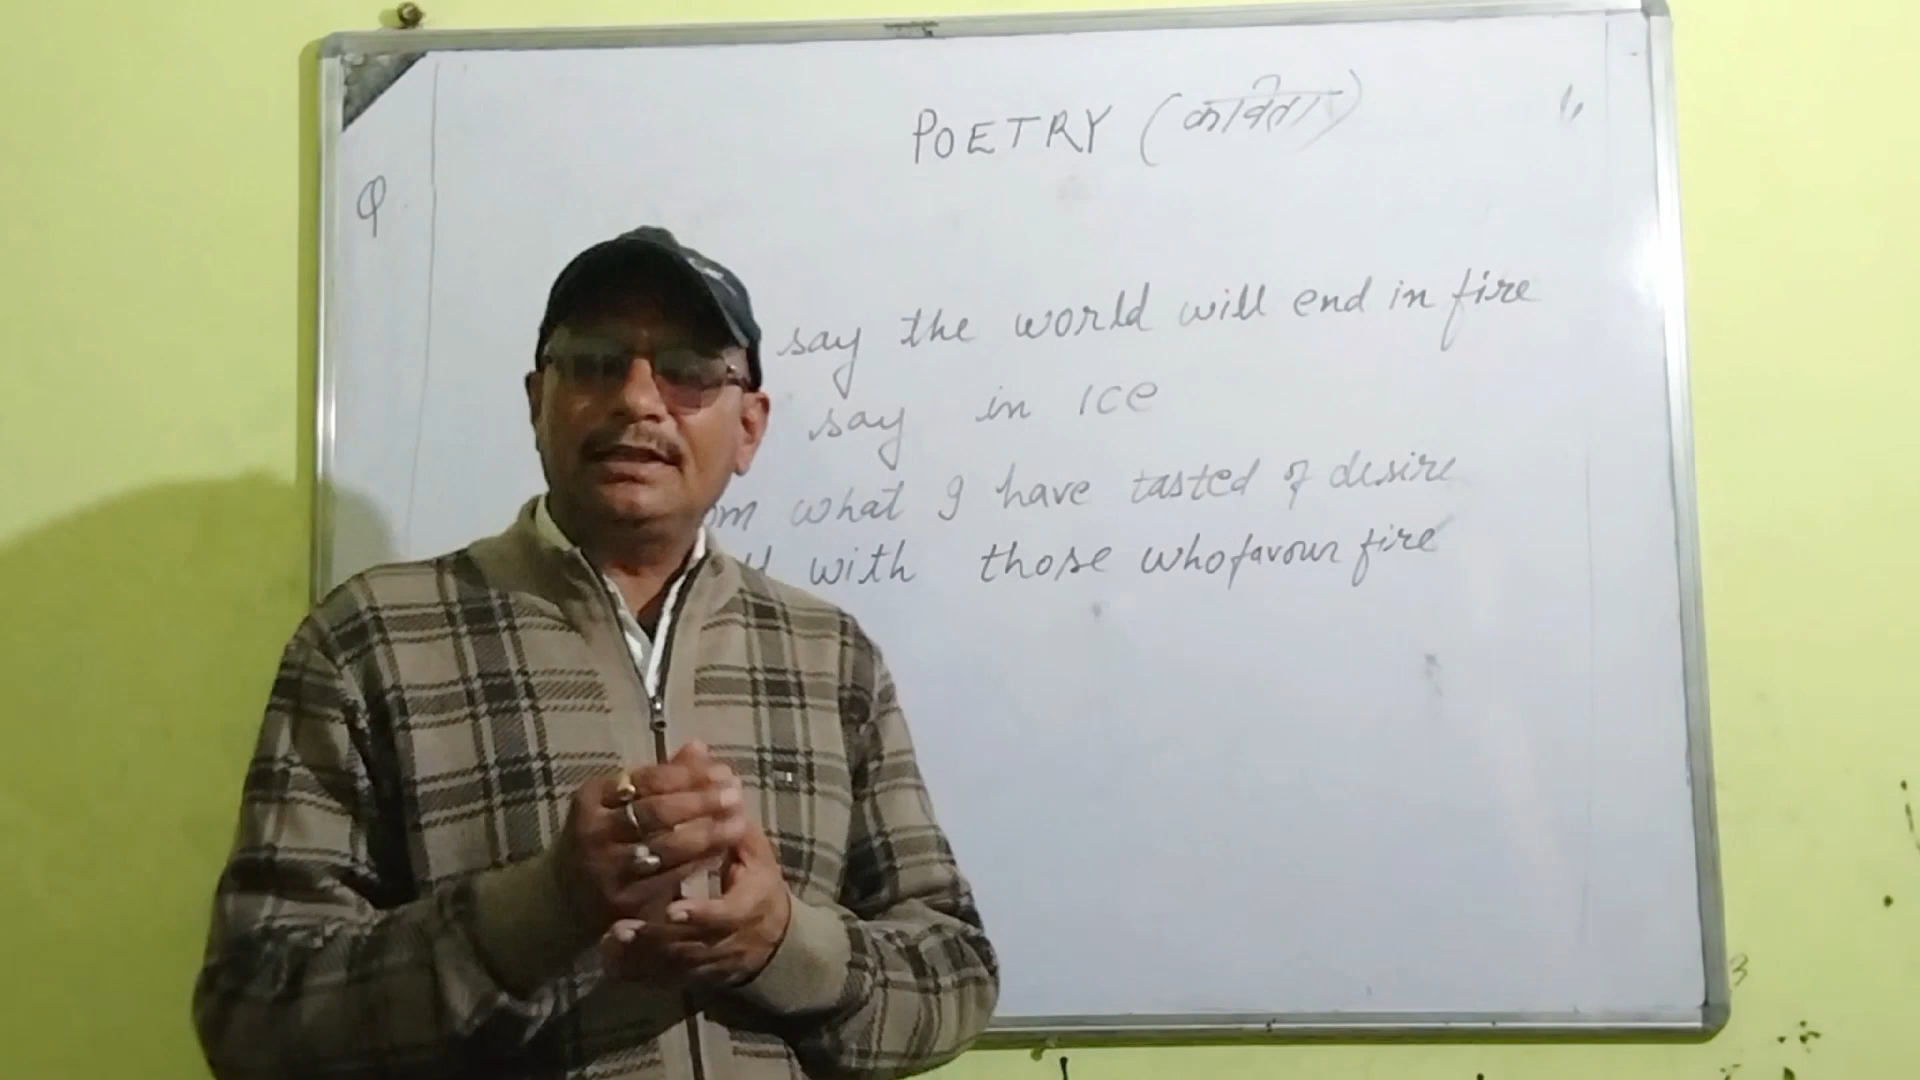 POETRY (कविता)
Q
say the world will end in fire
say in ICe
om what I have tasted of desire
with those who favour fire